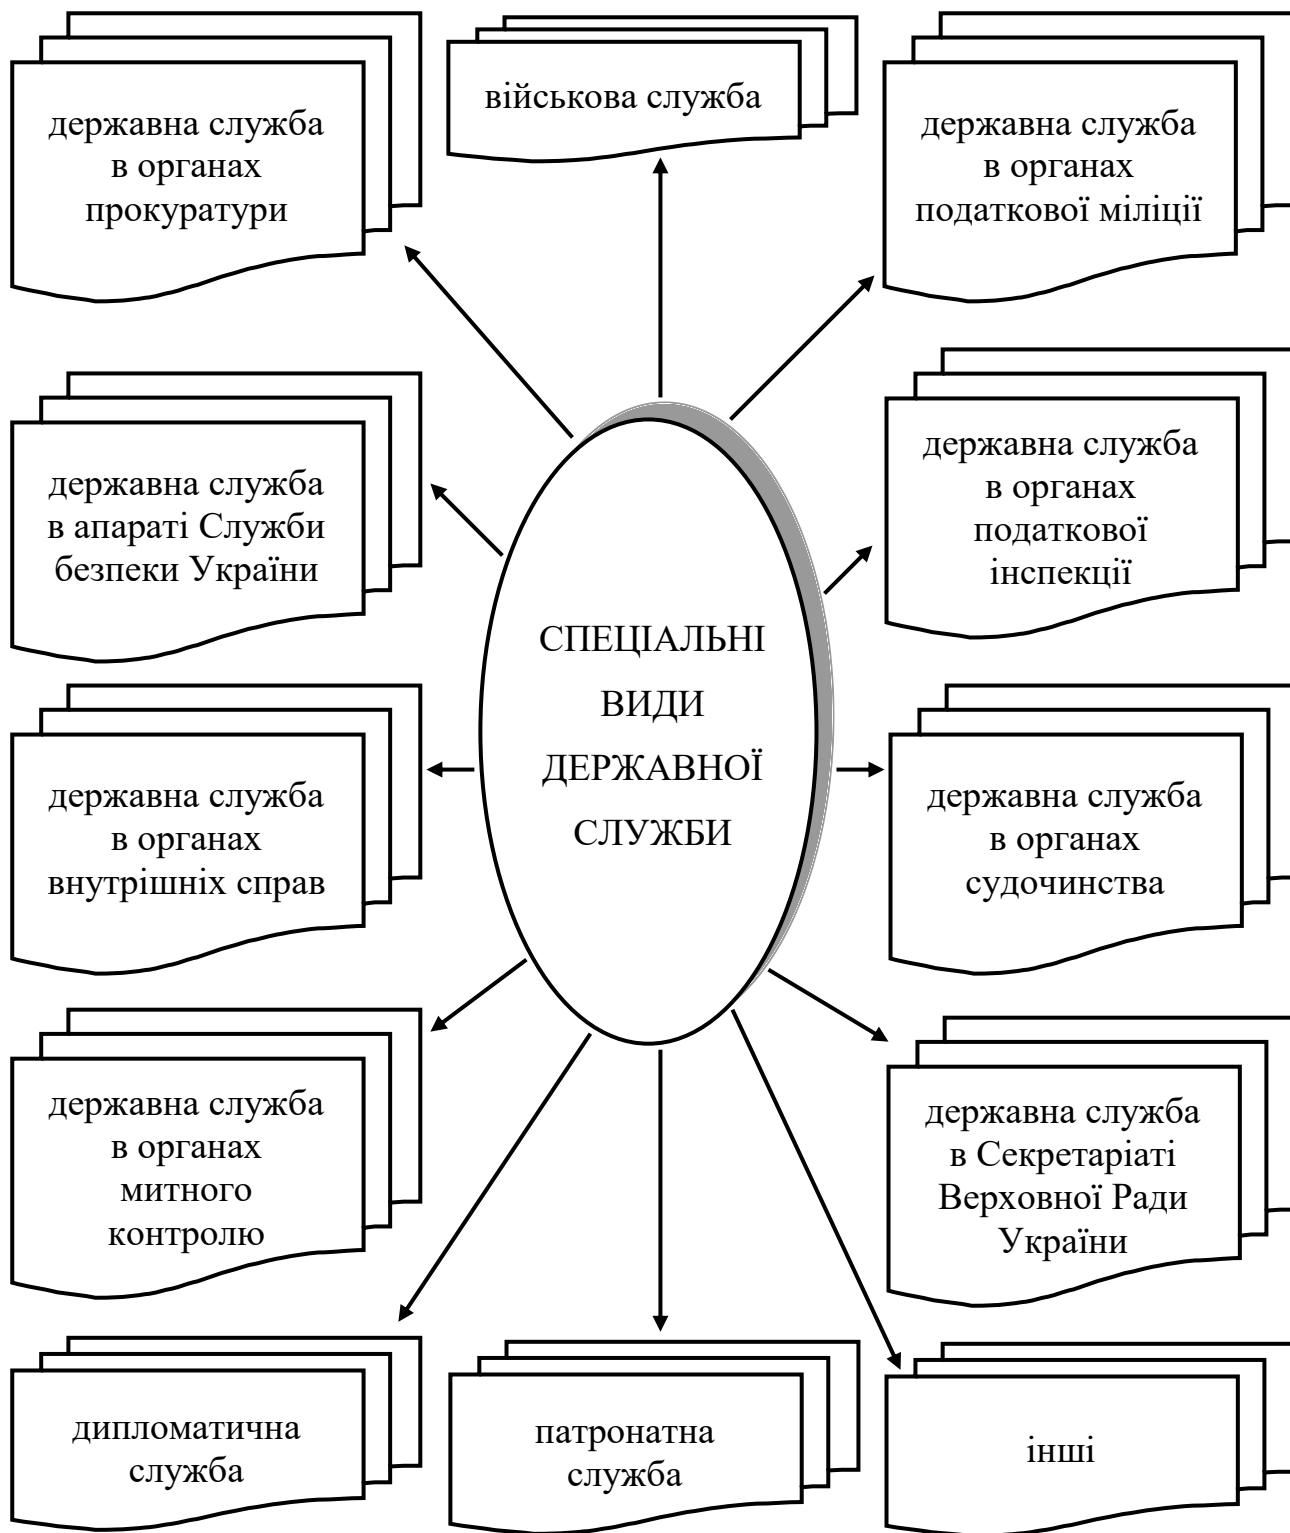 державна служба
в органах
прокуратури
військова служба
державна служба
в органах
податкової міліції
державна служба
в апараті Служби
безпеки України
державна служба
в органах
податкової
інспекції
СПЕЦІАЛЬНІ
ВИДИ
ДЕРЖАВНОЇ
СЛУЖБИ
державна служба
в органах
внутрішніх справ
державна служба
в органах
судочинства
державна служба
в органах
митного
контролю
державна служба
в Секретаріаті
Верховної Ради
України
дипломатична
служба
патронатна
служба
інші